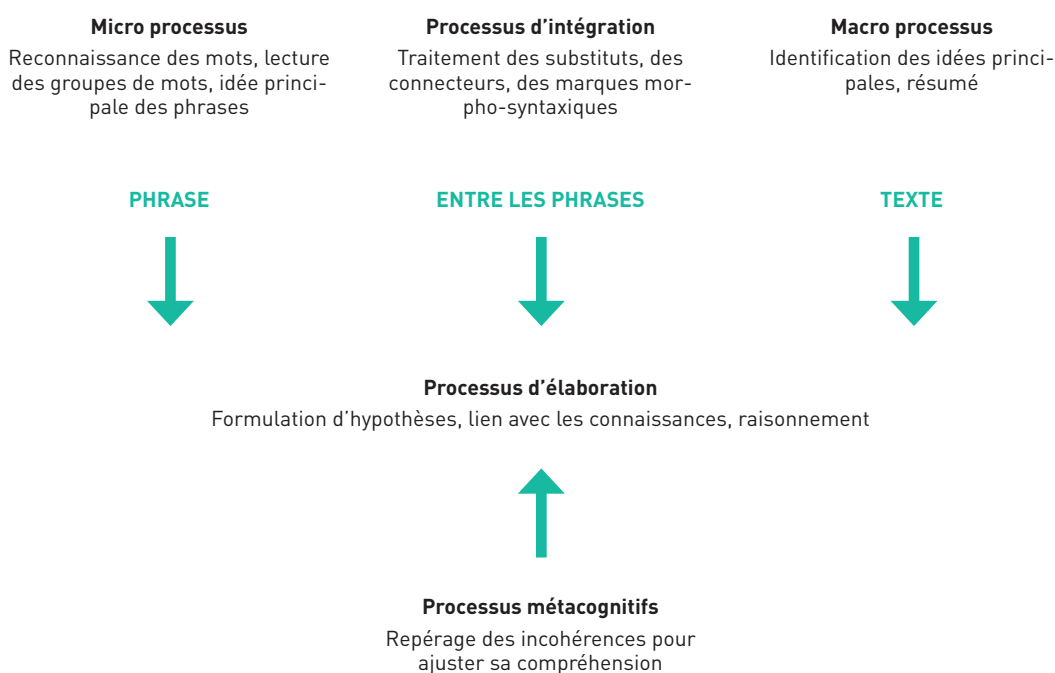 Micro processus
Reconnaissance des mots, lecture
des groupes de mots, idée princi-
pale des phrases
Processus d’intégration
Traitement des substituts, des
connecteurs, des marques mor-
pho-syntaxiques
Macro processus
Identification des idées princi-
pales, résumé
PHRASE
ENTRE LES PHRASES
TEXTE
Processus d’élaboration
Formulation d’hypothèses, lien avec les connaissances, raisonnement
Processus métacognitifs
Repérage des incohérences pour
ajuster sa compréhension